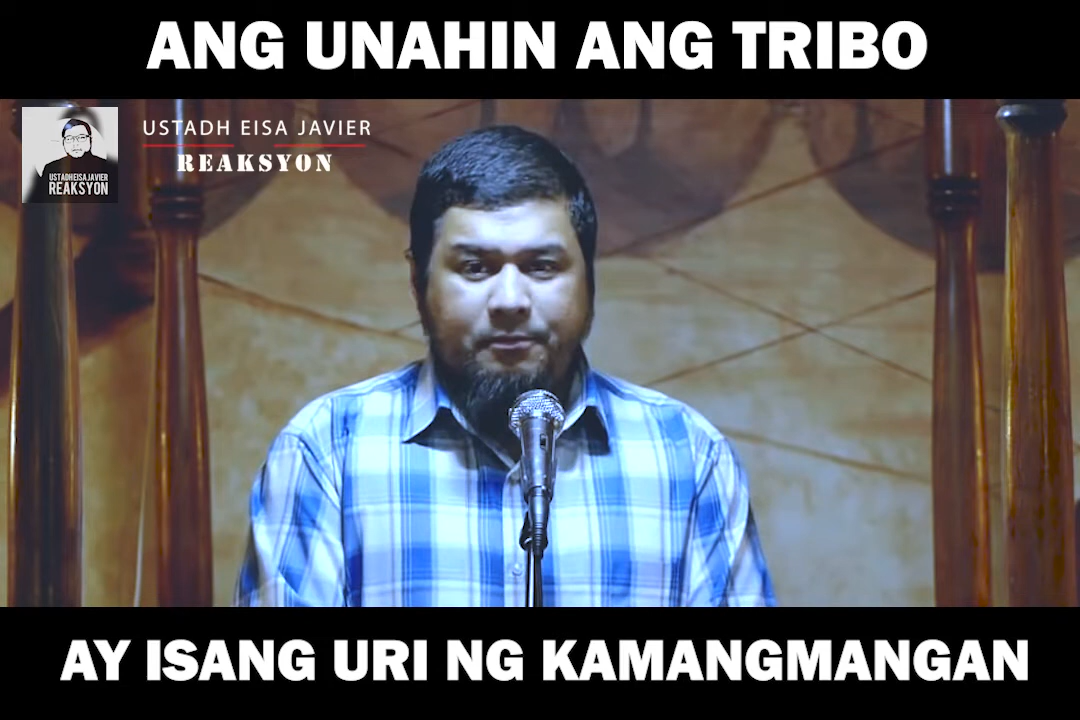 ANG UNAHIN ANG TRIBO
USTADH EISA JAVIER
REAKSYON
USTADHEISAJAVIER
REAKSYON
AY ISANG URI NG KAMANGMANGAN